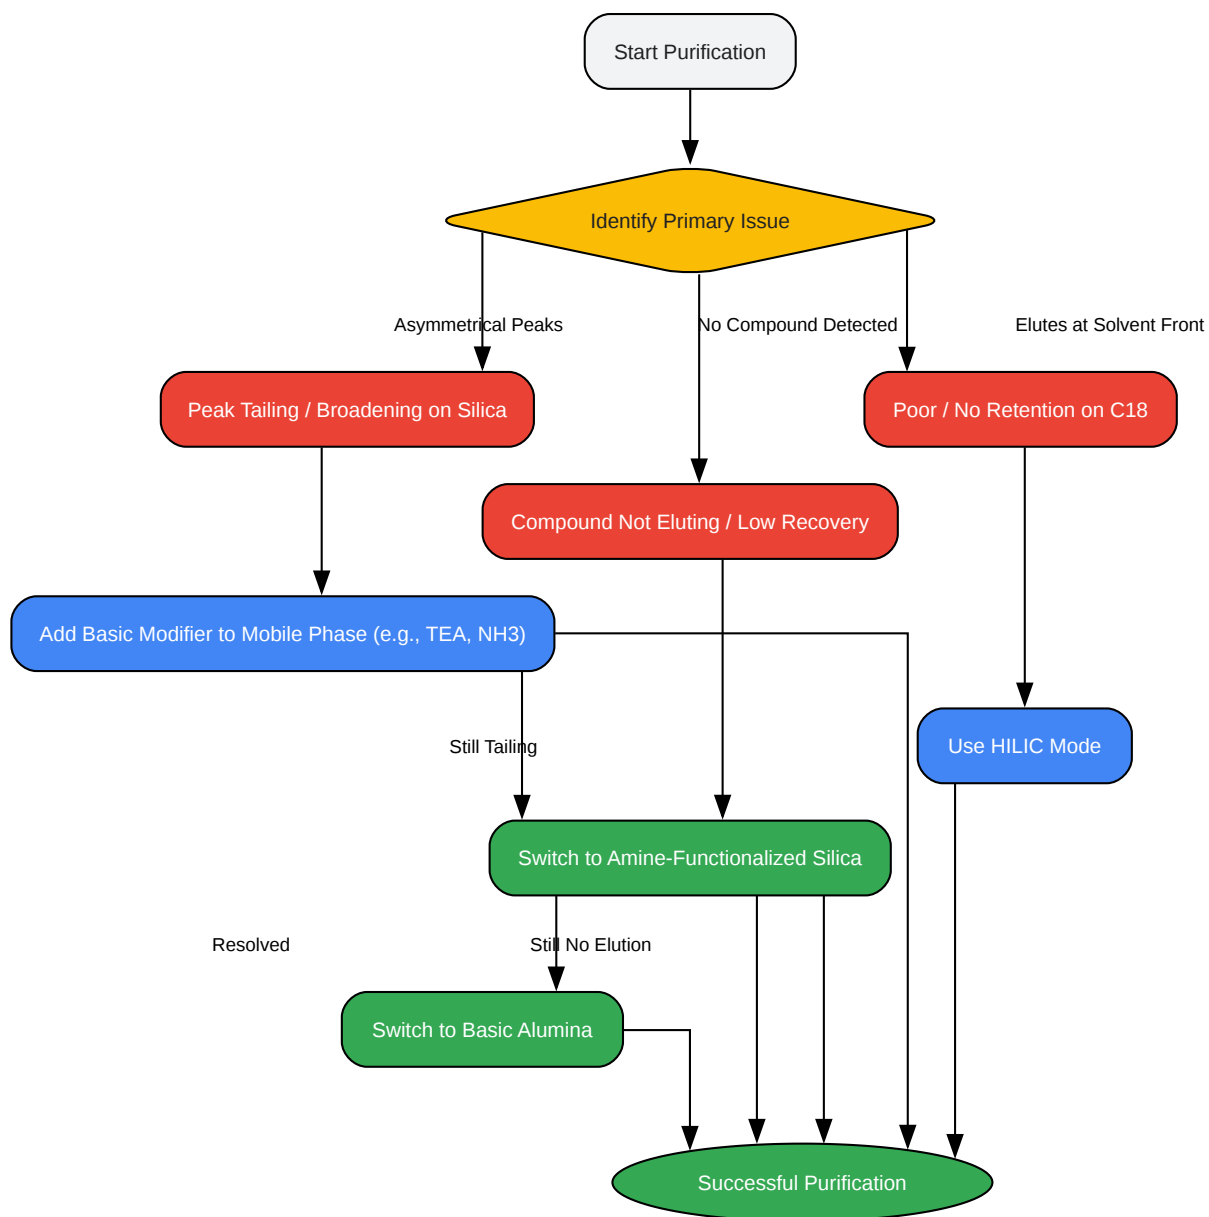 Start Purification
Identify Primary Issue
Asymmetrical Peaks
No Compound Detected
Elutes at Solvent Front
Peak Tailing / Broadening on Silica
Poor / No Retention on C18
Compound Not Eluting / Low Recovery
Add Basic Modifier to Mobile Phase (e.g., TEA, NH3)
Still Tailing
Use HILIC Mode
Switch to Amine-Functionalized Silica
Resolved
Still No Elution
Switch to Basic Alumina
Successful Purification